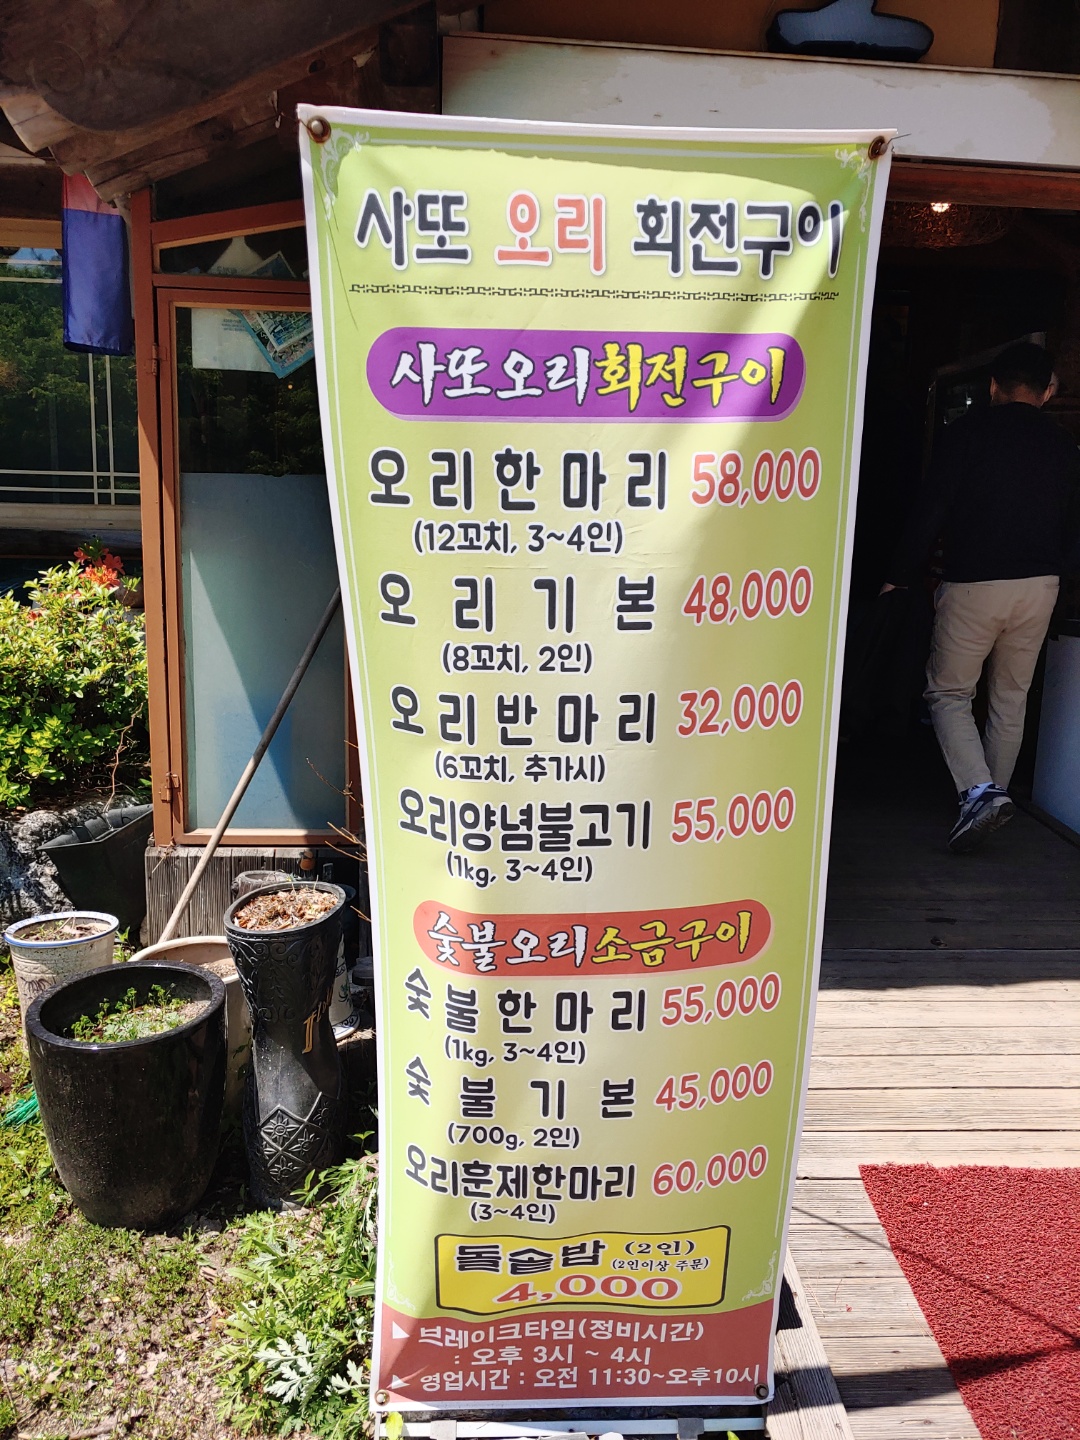 사또 오리 회전구이
사또오리회전구이
오리한마리 58,000
(12꼬치, 3~4인)
오리기본 48,000
(8꼬치, 2인)
오리반마리 32,000
(6꼬치, 추가시)
오리양념불고기 55,000
(1kg, 3~4인)
숯불오리소금구이
숯불한마리 55,000
(1kg, 3~4인)
숯불기본 45,000
(700g, 2인)
오리훈제한마리 60,000
(3~4인)
돌솥밥 (2인)
(2인이상 주문)
4,000
브레이크타임(정비시간)
: 오후 3시 ~ 4시
영업시간 : 오전 11:30~오후10시